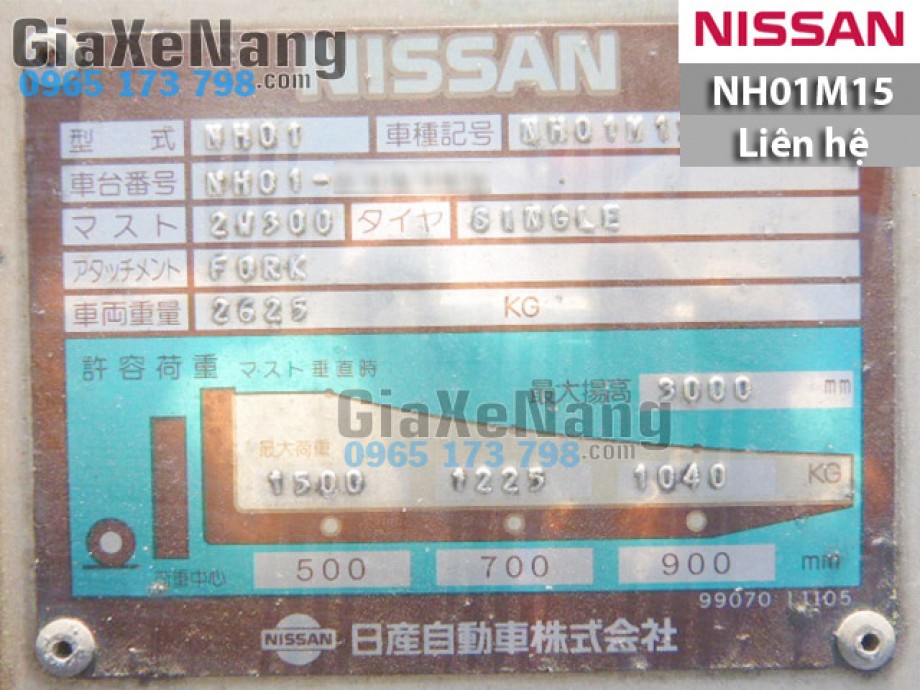 GiaXeNang
0965 173 798.com
NISSAN
NISSAN
NH01M15
Liên hệ
型 式 NH01 車種記号 NH01M1
車台番号 NH01-
マスト 2W300 タイヤ SINGLE
アタッチメント FORK
車両重量 2625 KG
許容荷重 マスト垂直時
最大揚高 3000 mm
GiaXeNang
0965 173 798.com
最大荷重
1500 1225 1040 KG
荷重中心 500 700 900 mm
99070 L1105
NISSAN 日産自動車株式会社